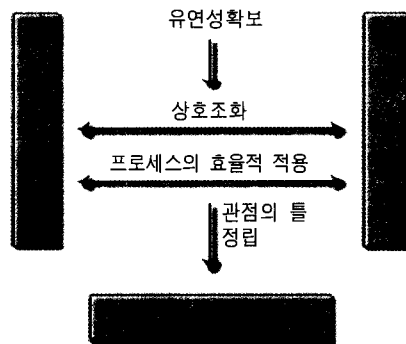 유연성확보
상호조화
프로세스의 효율적 적용
관점의 틀
정립